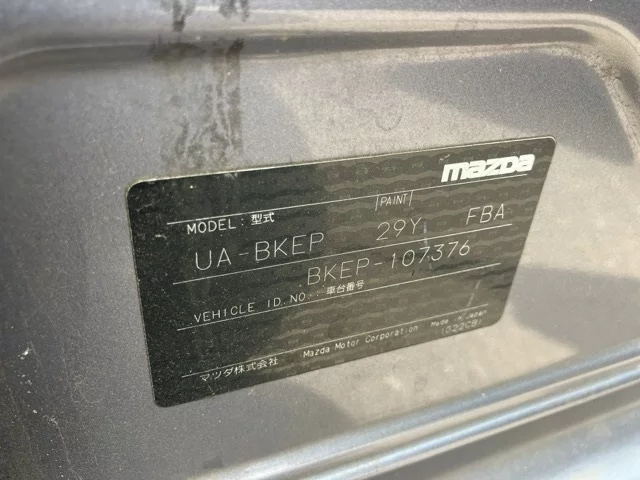 mazda
MODEL: 型式 PAINT
UA-BKEP 29Y FBA
BKEP-107376
VEHICLE ID.NO: 車台番号
マツダ株式会社 Mazda Motor Corporation Made in Japan
(022CB)